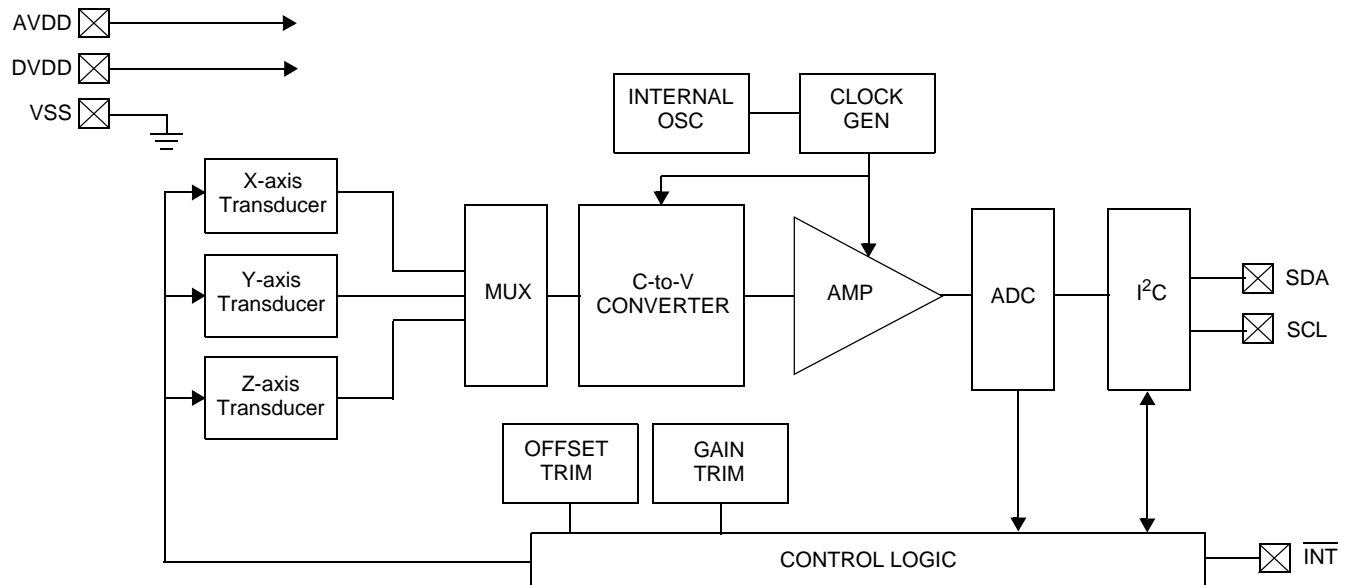 AVDD
DVDD
VSS
INTERNAL
OSC
CLOCK
GEN
X-axis
Transducer
Y-axis
Transducer
Z-axis
Transducer
MUX
C-to-V
CONVERTER
AMP
ADC
I²C
SDA
SCL
OFFSET
TRIM
GAIN
TRIM
CONTROL LOGIC
INT